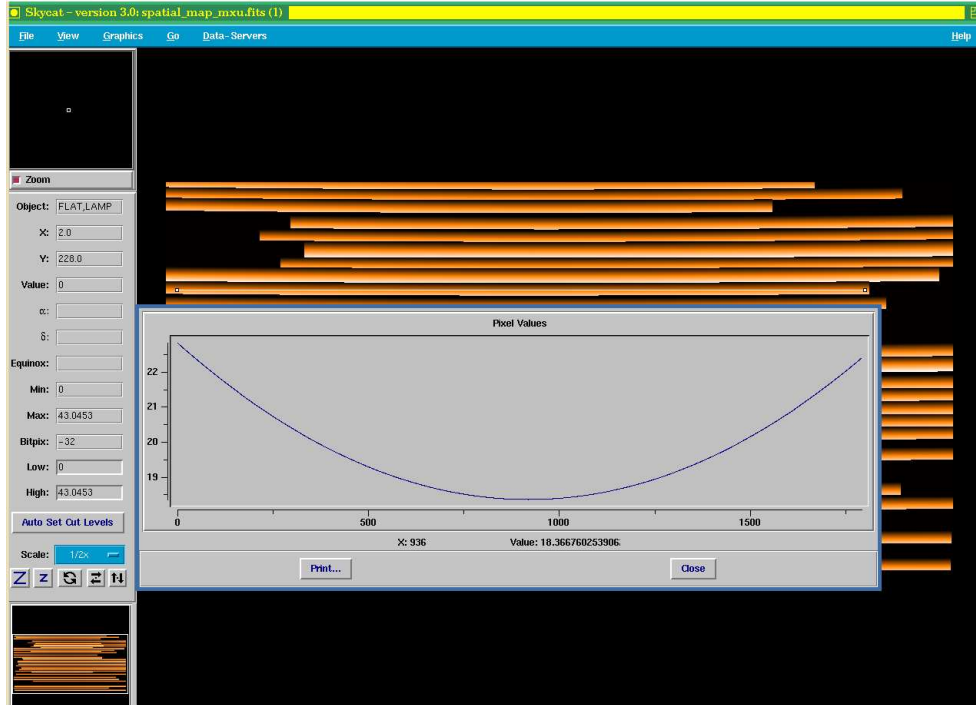 Skycat – version 3.0: spatial_map_mxu.fits (1)
File View Graphics Go Data-Servers Help
Zoom
Object: FLAT,LAMP
X: 2.0
Y: 228.0
Value: 0
α:
δ:
Equinox:
Min: 0
Max: 43.0453
Bitpix: -32
Low: 0
High: 43.0453
Auto Set Cut Levels
Scale: 1/2x
Z z
Pixel Values
22
21
20
19
0 500 1000 1500
X: 936 Value: 18.366760253906
Print... Close